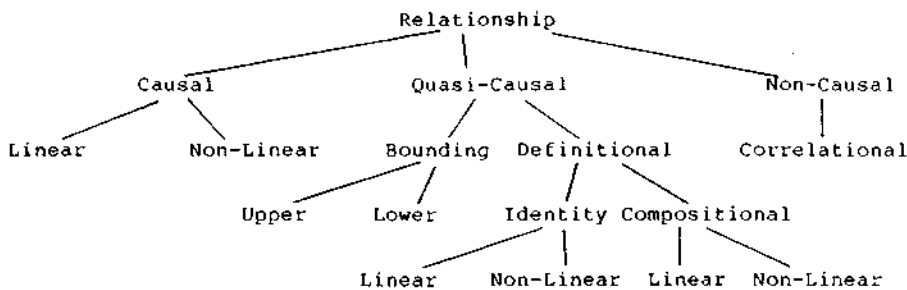 Relationship
Causal Quasi-Causal Non-Causal
Linear Non-Linear Bounding Definitional Correlational
Upper Lower Identity Compositional
Linear Non-Linear Linear Non-Linear